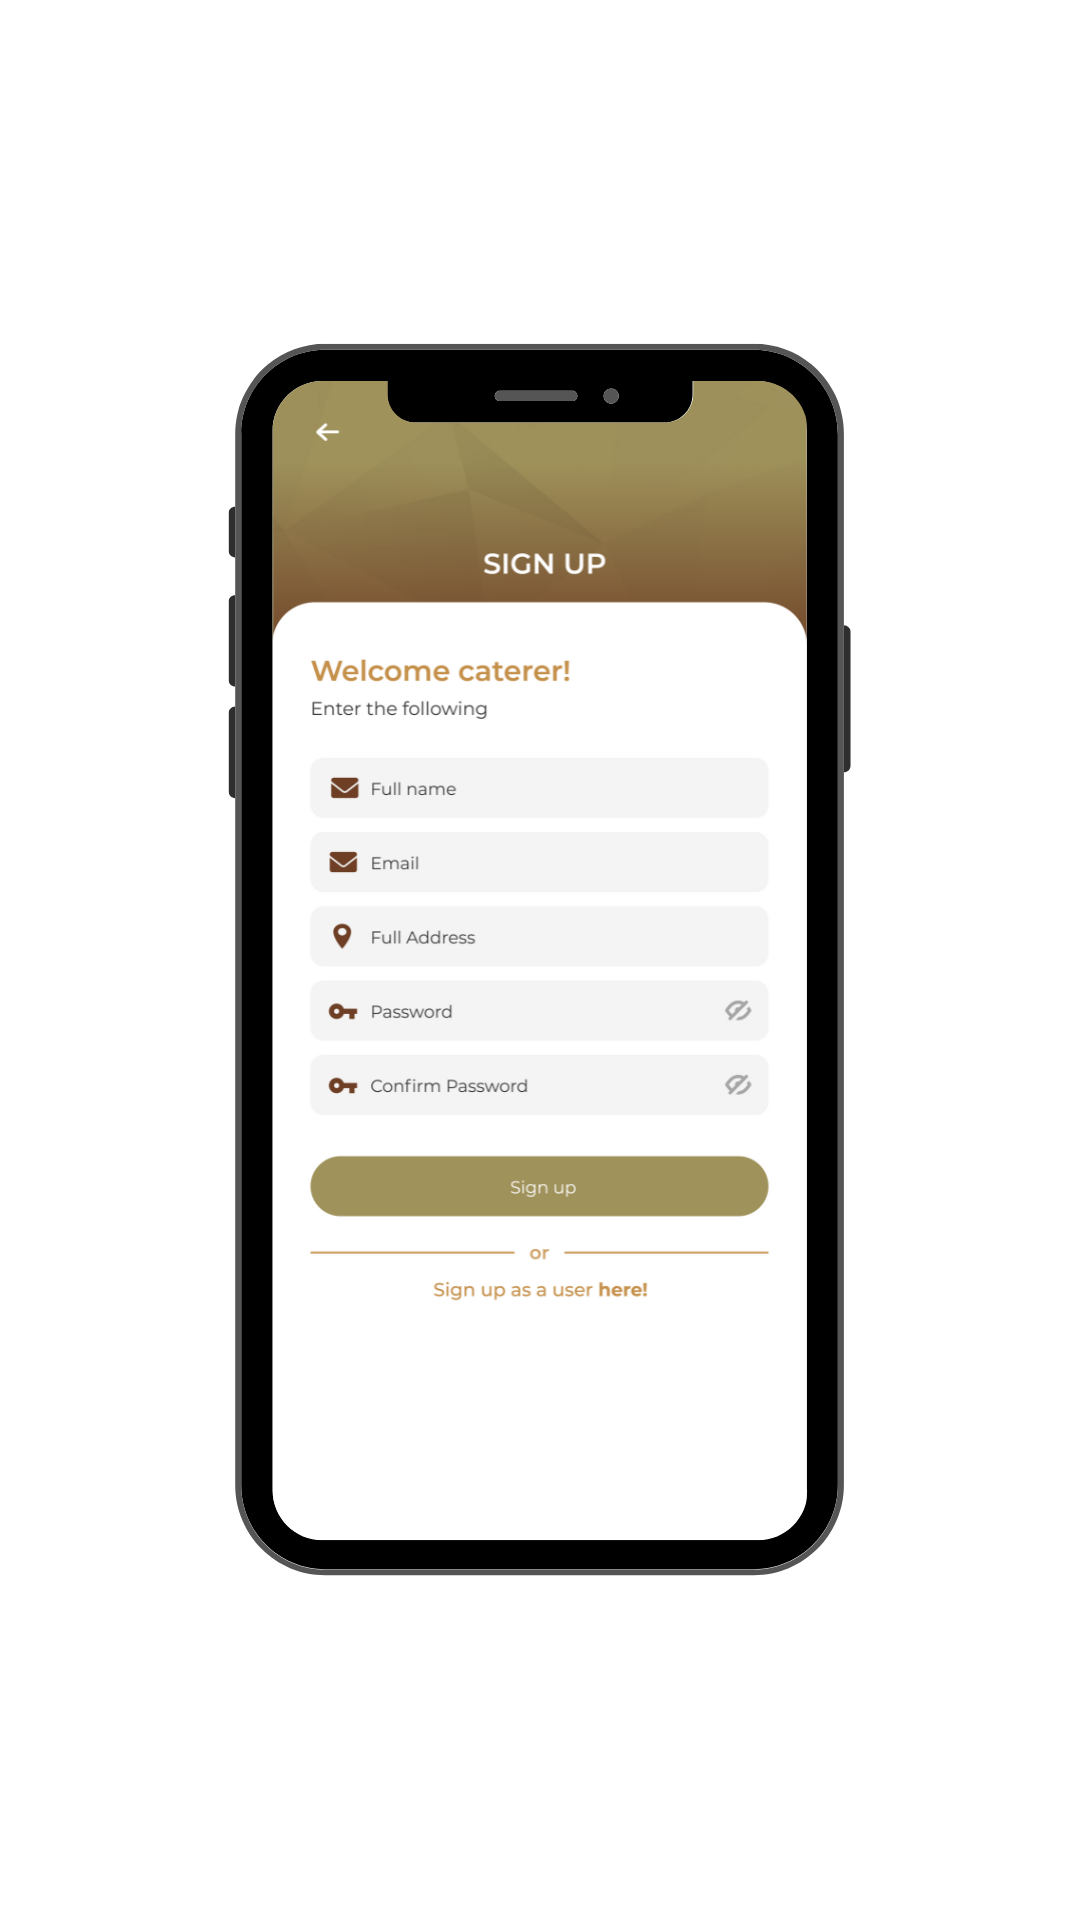 SIGN UP
Welcome caterer!
Enter the following
Full name
Email
Full Address
Password
Confirm Password
Sign up
or
Sign up as a user here!